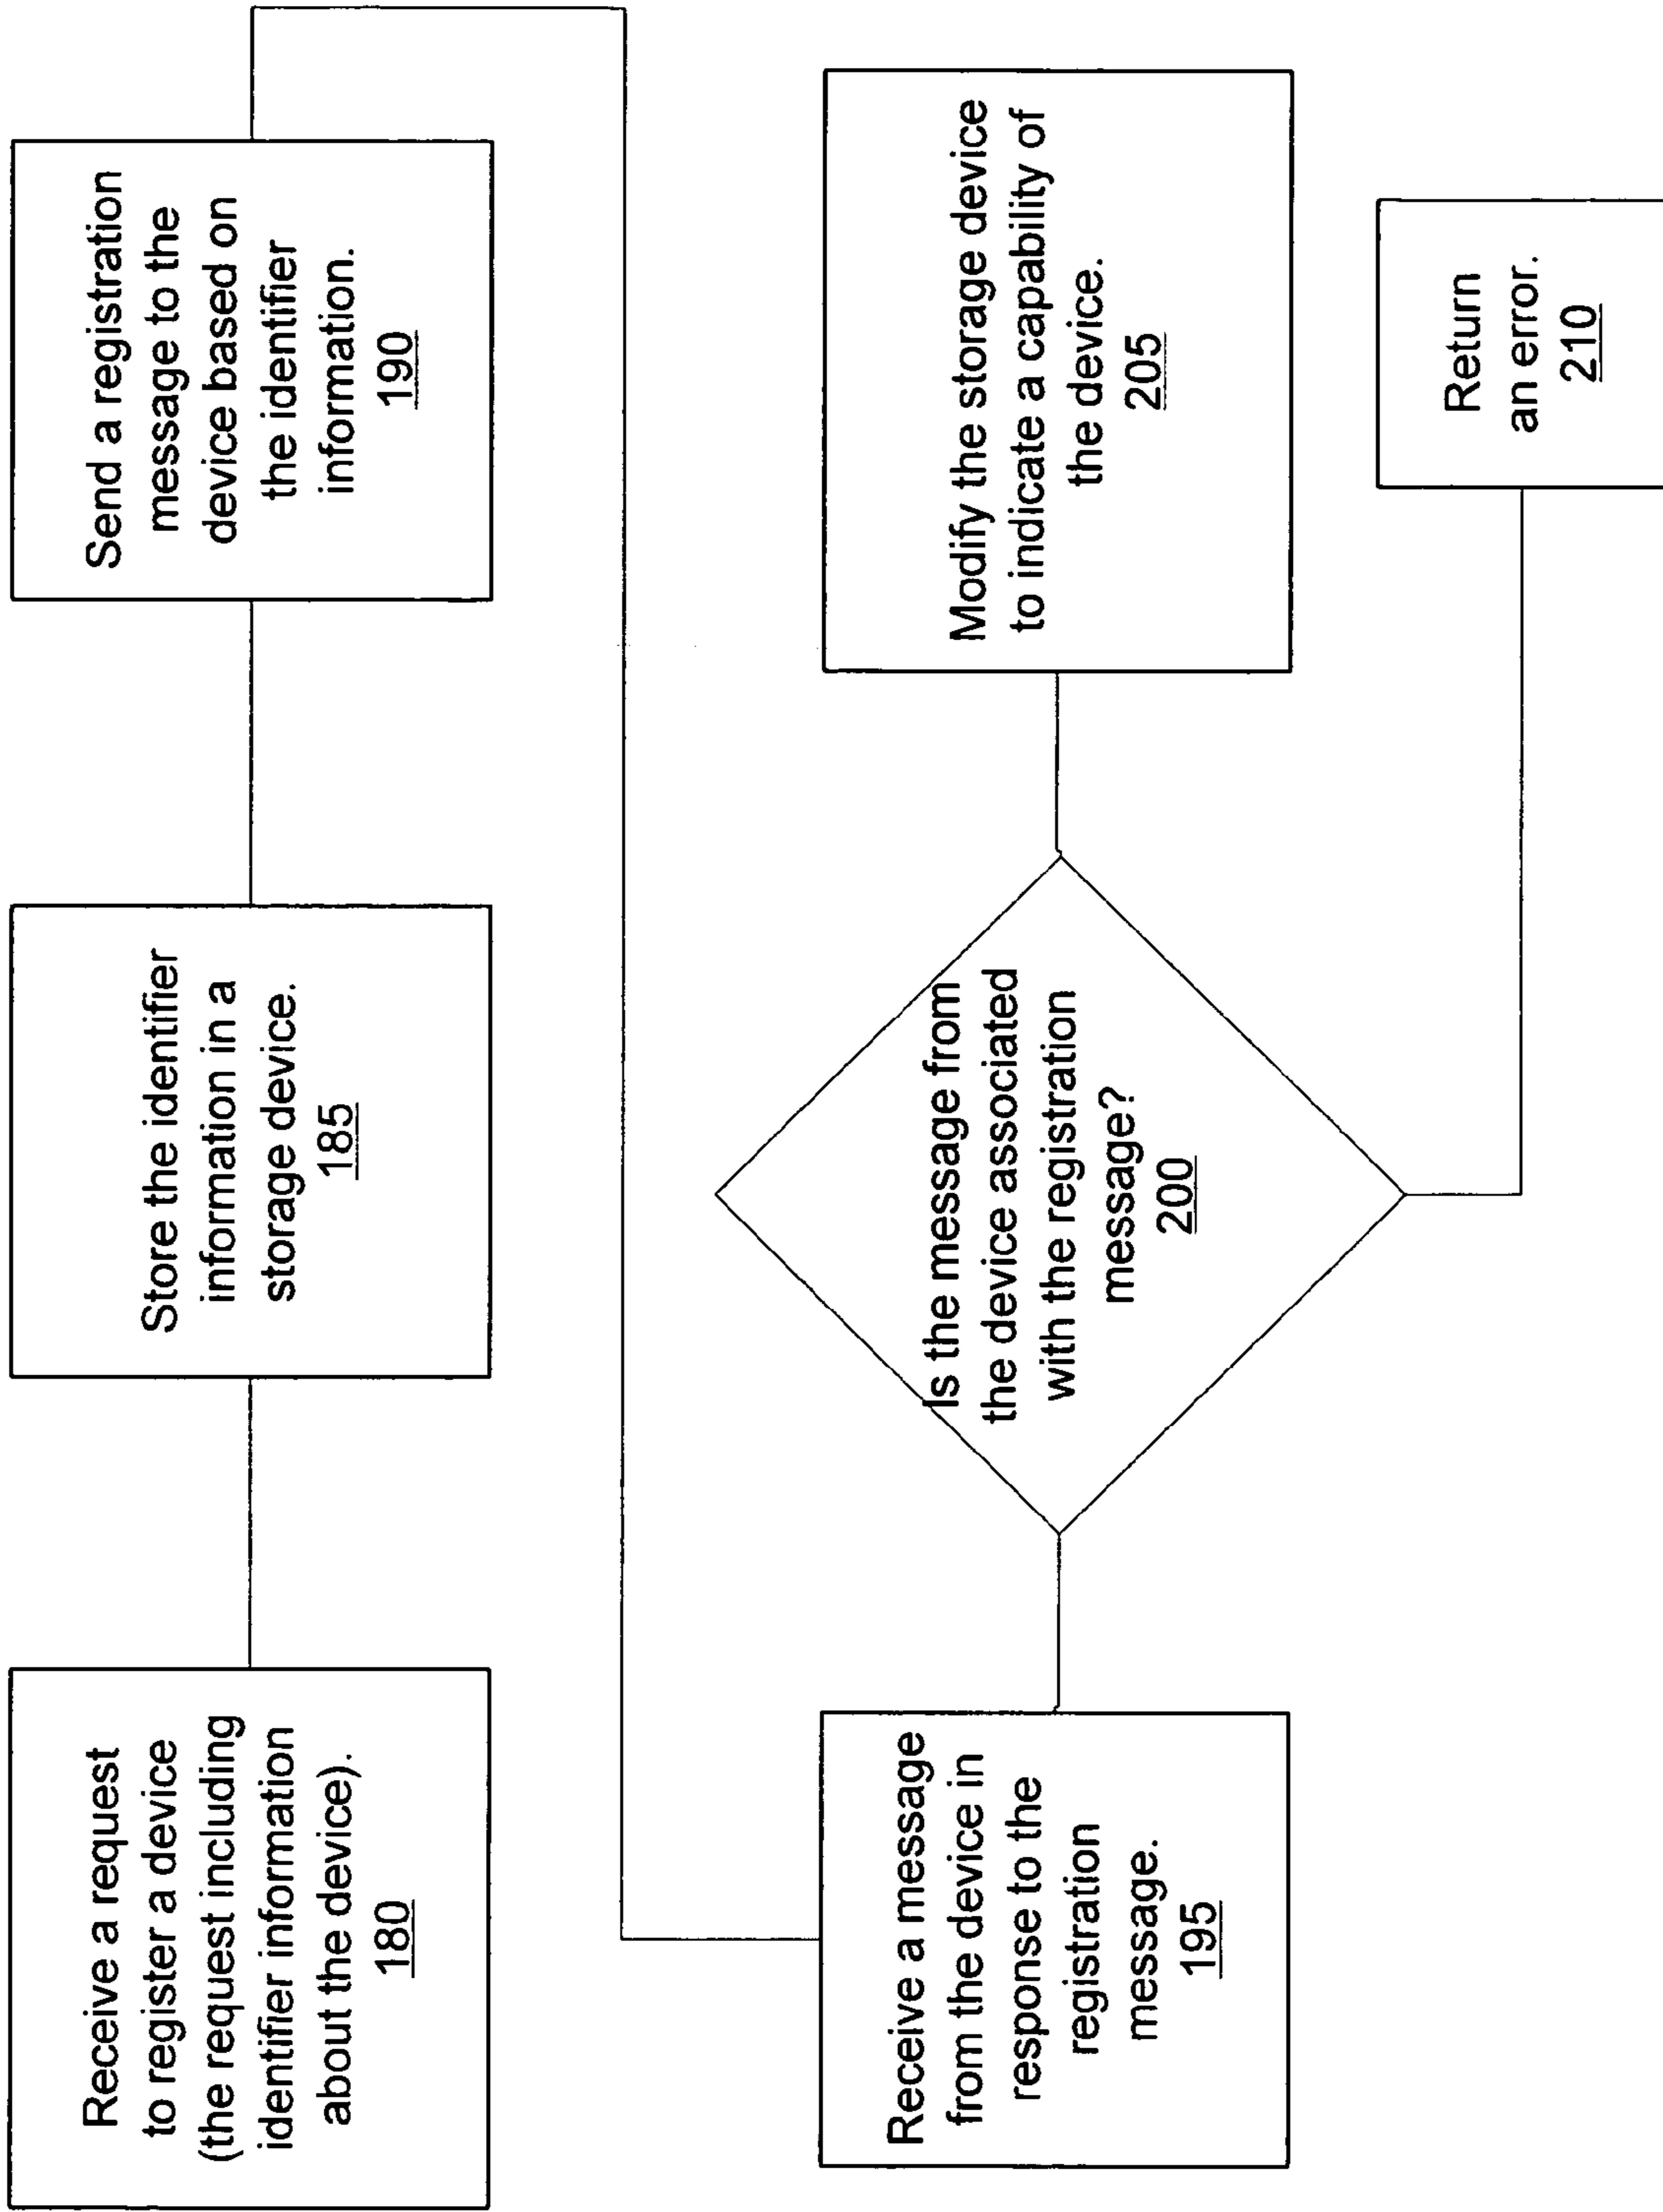 Receive a request
to register a device
(the request including
identifier information
about the device).
180
Store the identifier
information in a
storage device.
185
Send a registration
message to the
device based on
the identifier
information.
190
Receive a message
from the device in
response to the
registration
message.
195
Is the message from
the device associated
with the registration
message?
200
Modify the storage device
to indicate a capability of
the device.
205
Return
an error.
210